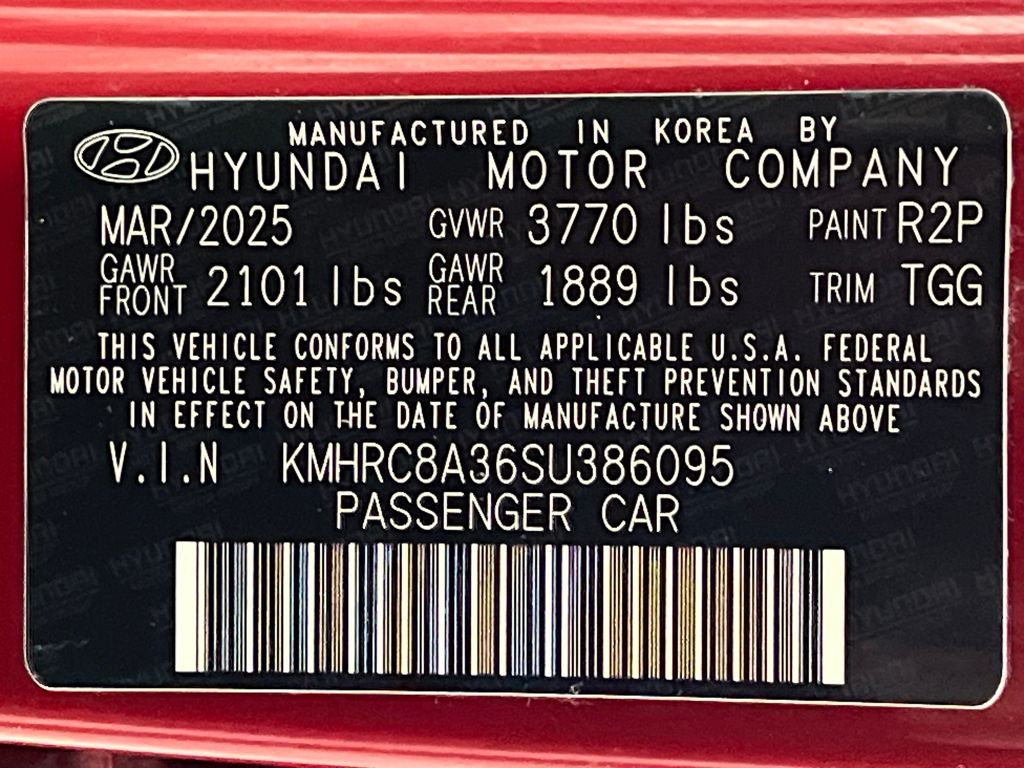 MANUFACTURED IN KOREA BY
HYUNDAI MOTOR COMPANY
MAR/2025 GVWR 3770 lbs PAINT R2P
GAWR FRONT 2101 lbs GAWR REAR 1889 lbs TRIM TGG
THIS VEHICLE CONFORMS TO ALL APPLICABLE U.S.A. FEDERAL
MOTOR VEHICLE SAFETY, BUMPER, AND THEFT PREVENTION STANDARDS
IN EFFECT ON THE DATE OF MANUFACTURE SHOWN ABOVE
V.I.N KMHRC8A36SU386095
PASSENGER CAR